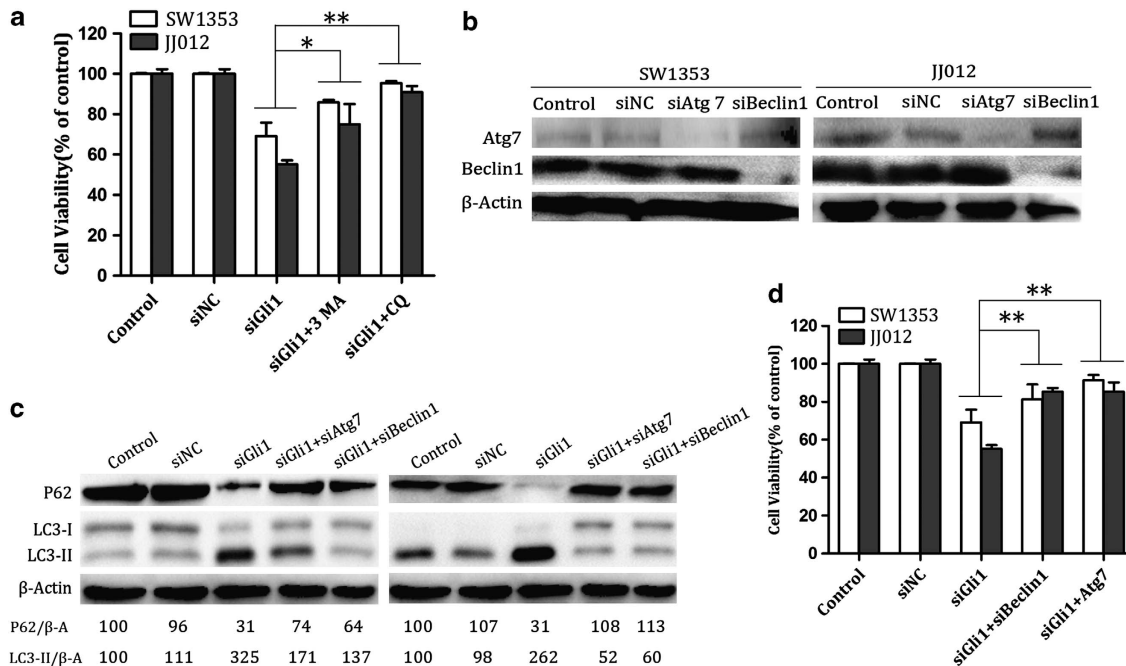 a
SW1353
JJ012
Cell Viability(% of control)
120
100
80
60
40
20
0
*
**
Control
siNC
siGli1
siGli1+3 MA
siGli1+CQ
b
SW1353
JJ012
Control siNC siAtg 7 siBeclin1
Control siNC siAtg7 siBeclin1
Atg7
Beclin1
β-Actin
c
Control siNC siGli1 siGli1+siAtg7 siGli1+siBeclin1
Control siNC siGli1 siGli1+siAtg7 siGli1+siBeclin1
P62
LC3-I
LC3-II
β-Actin
P62/β-A 100 96 31 74 64 100 107 31 108 113
LC3-II/β-A 100 111 325 171 137 100 98 262 52 60
d
SW1353
JJ012
Cell Viability(% of control)
120
100
80
60
40
20
0
**
**
Control
siNC
siGli1
siGli1+siBeclin1
siGli1+Atg7